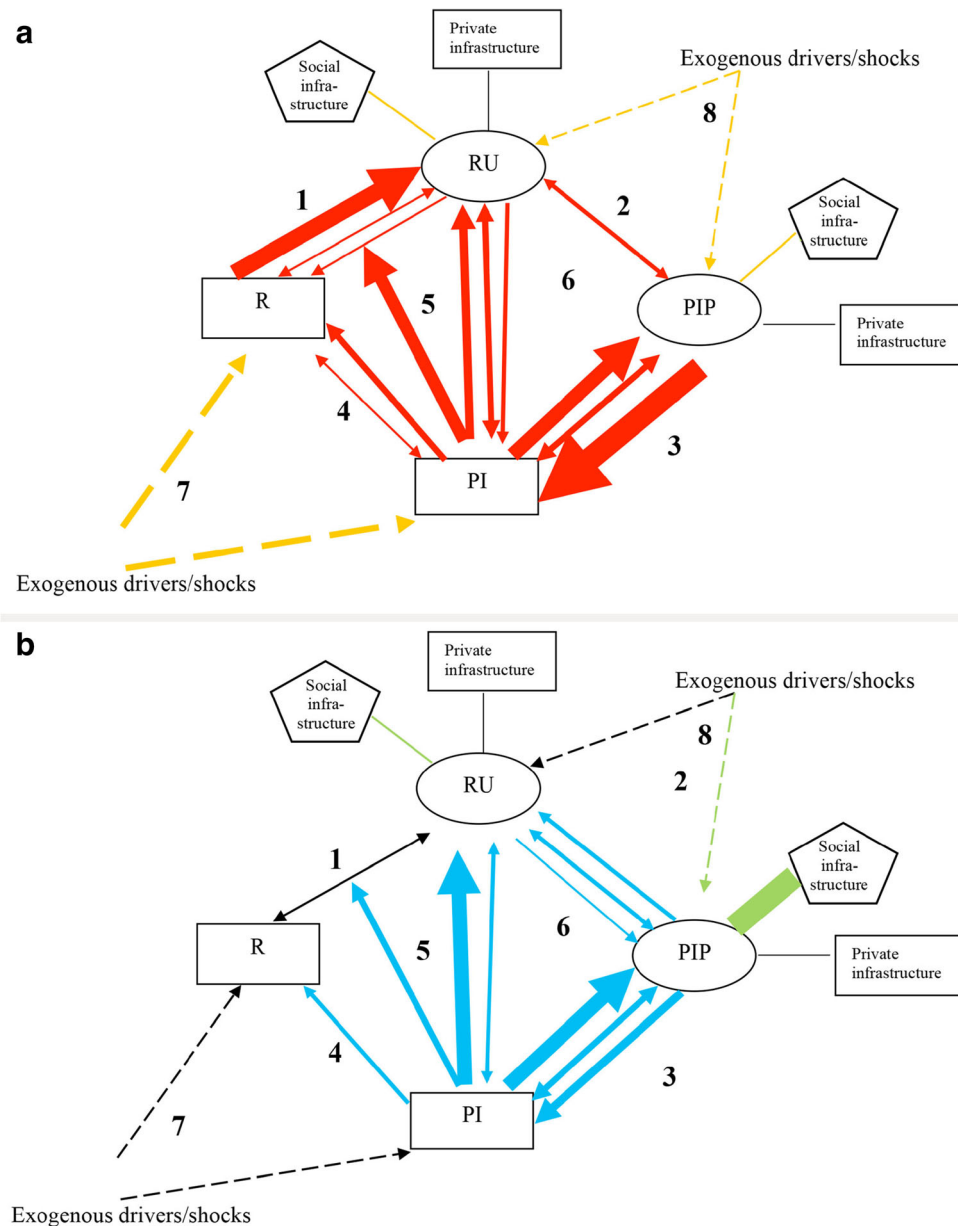 a
Private
infrastructure
Exogenous drivers/shocks
Social
infra-
structure
8
RU
1
2
Social
infra-
structure
R
5
6
PIP
Private
infrastructure
4
3
PI
7
Exogenous drivers/shocks
b
Private
infrastructure
Social
infra-
structure
Exogenous drivers/shocks
8
2
RU
Social
infra-
structure
1
6
R
5
PIP
Private
infrastructure
4
3
PI
7
Exogenous drivers/shocks